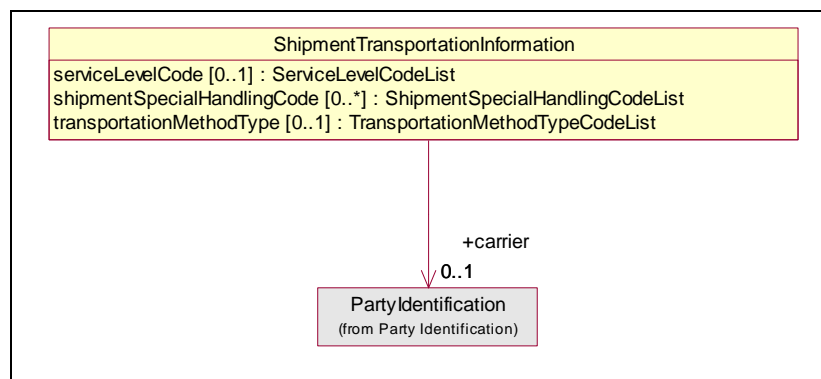 ShipmentTransportationInformation
serviceLevelCode [0..1] : ServiceLevelCodeList
shipmentSpecialHandlingCode [0..*] : ShipmentSpecialHandlingCodeList
transportationMethodType [0..1] : TransportationMethodTypeCodeList
+carrier
0..1
PartyIdentification
(from Party Identification)